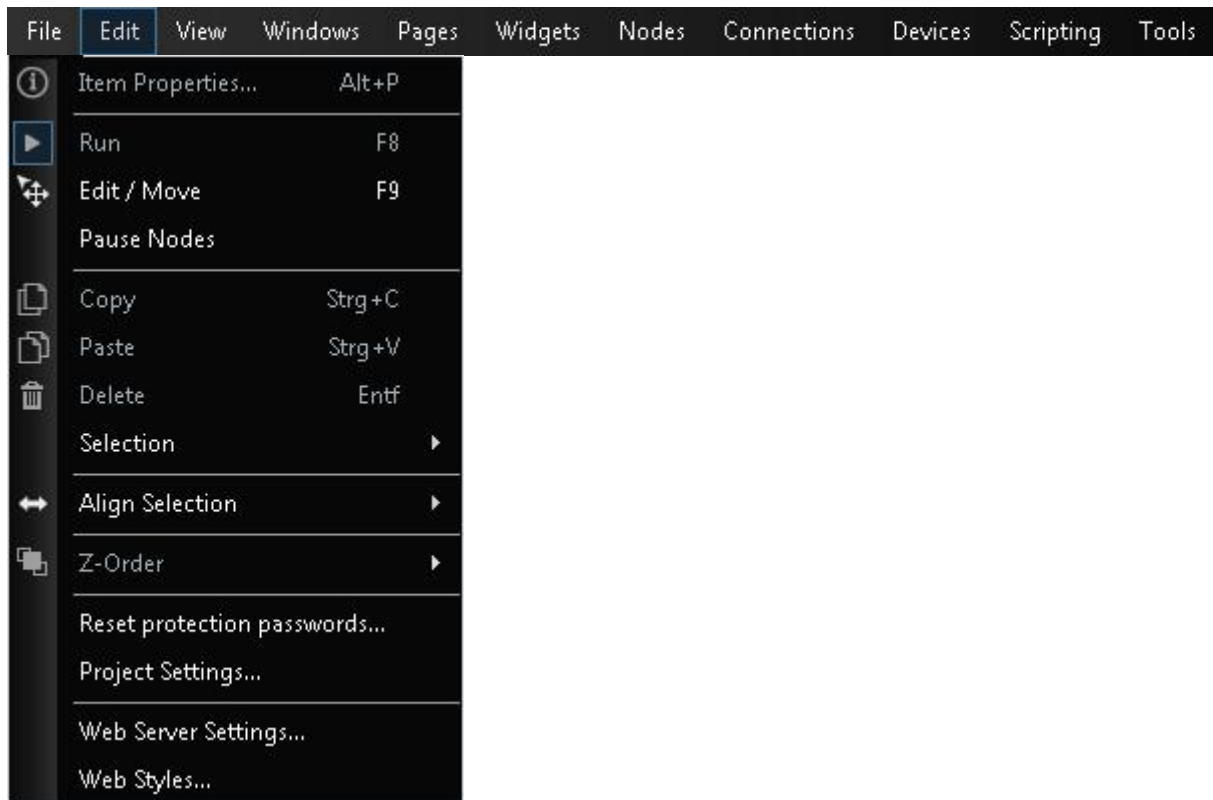 File Edit View Windows Pages Widgets Nodes Connections Devices Scripting Tools
Item Properties... Alt+P
Run F8
Edit / Move F9
Pause Nodes
Copy Strg+C
Paste Strg+V
Delete Entf
Selection
Align Selection
Z-Order
Reset protection passwords...
Project Settings...
Web Server Settings...
Web Styles...